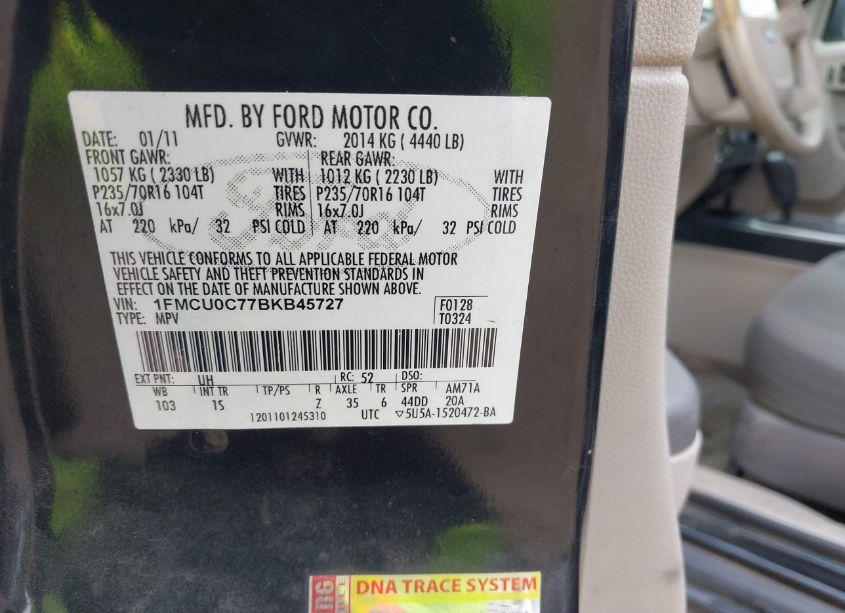 MFD. BY FORD MOTOR CO.
DATE: 01/11 GVWR: 2014 KG ( 4440 LB)
FRONT GAWR: REAR GAWR:
1057 KG ( 2330 LB) WITH 1012 KG ( 2230 LB) WITH
P235/70R16 104T TIRES P235/70R16 104T TIRES
16x7.0J RIMS 16x7.0J RIMS
AT 220 kPa/ 32 PSI COLD AT 220 kPa/ 32 PSI COLD
THIS VEHICLE CONFORMS TO ALL APPLICABLE FEDERAL MOTOR
VEHICLE SAFETY AND THEFT PREVENTION STANDARDS IN
EFFECT ON THE DATE OF MANUFACTURE SHOWN ABOVE.
VIN: 1FMCU0C77BKB45727 F0128
TYPE: MPV T0324
EXT PNT: UH RC: 52 DSO:
WB INT TR TP/PS R AXLE TR SPR AM71A
103 1S Z 35 6 44DD 20A
1201101245310 UTC ▽5U5A-1520472-BA
DNA TRACE SYSTEM